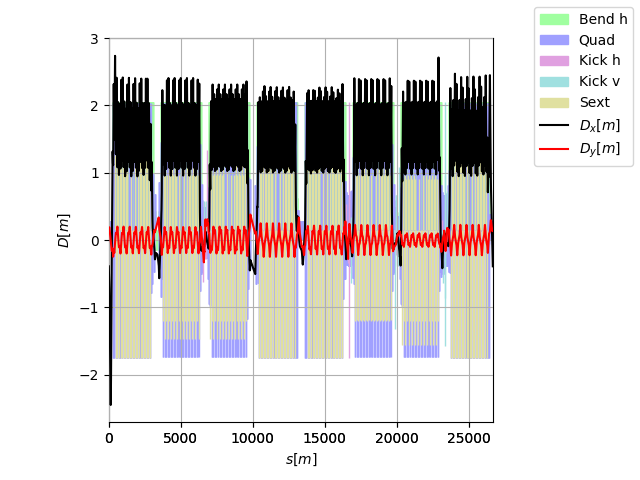 Bend h
Quad
Kick h
Kick v
Sext
D_x[m]
D_y[m]
3
2
1
0
−1
−2
D[m]
0 5000 10000 15000 20000 25000
s[m]